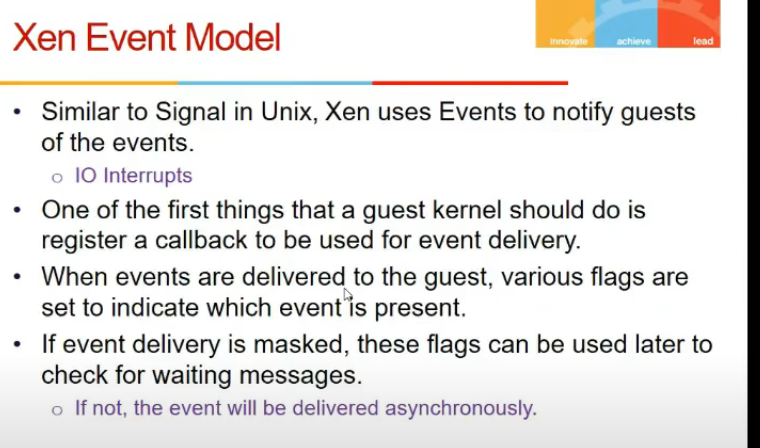 Xen Event Model
innovate achieve lead
• Similar to Signal in Unix, Xen uses Events to notify guests
of the events.
o IO Interrupts
• One of the first things that a guest kernel should do is
register a callback to be used for event delivery.
• When events are delivered to the guest, various flags are
set to indicate which event is present.
• If event delivery is masked, these flags can be used later to
check for waiting messages.
o If not, the event will be delivered asynchronously.